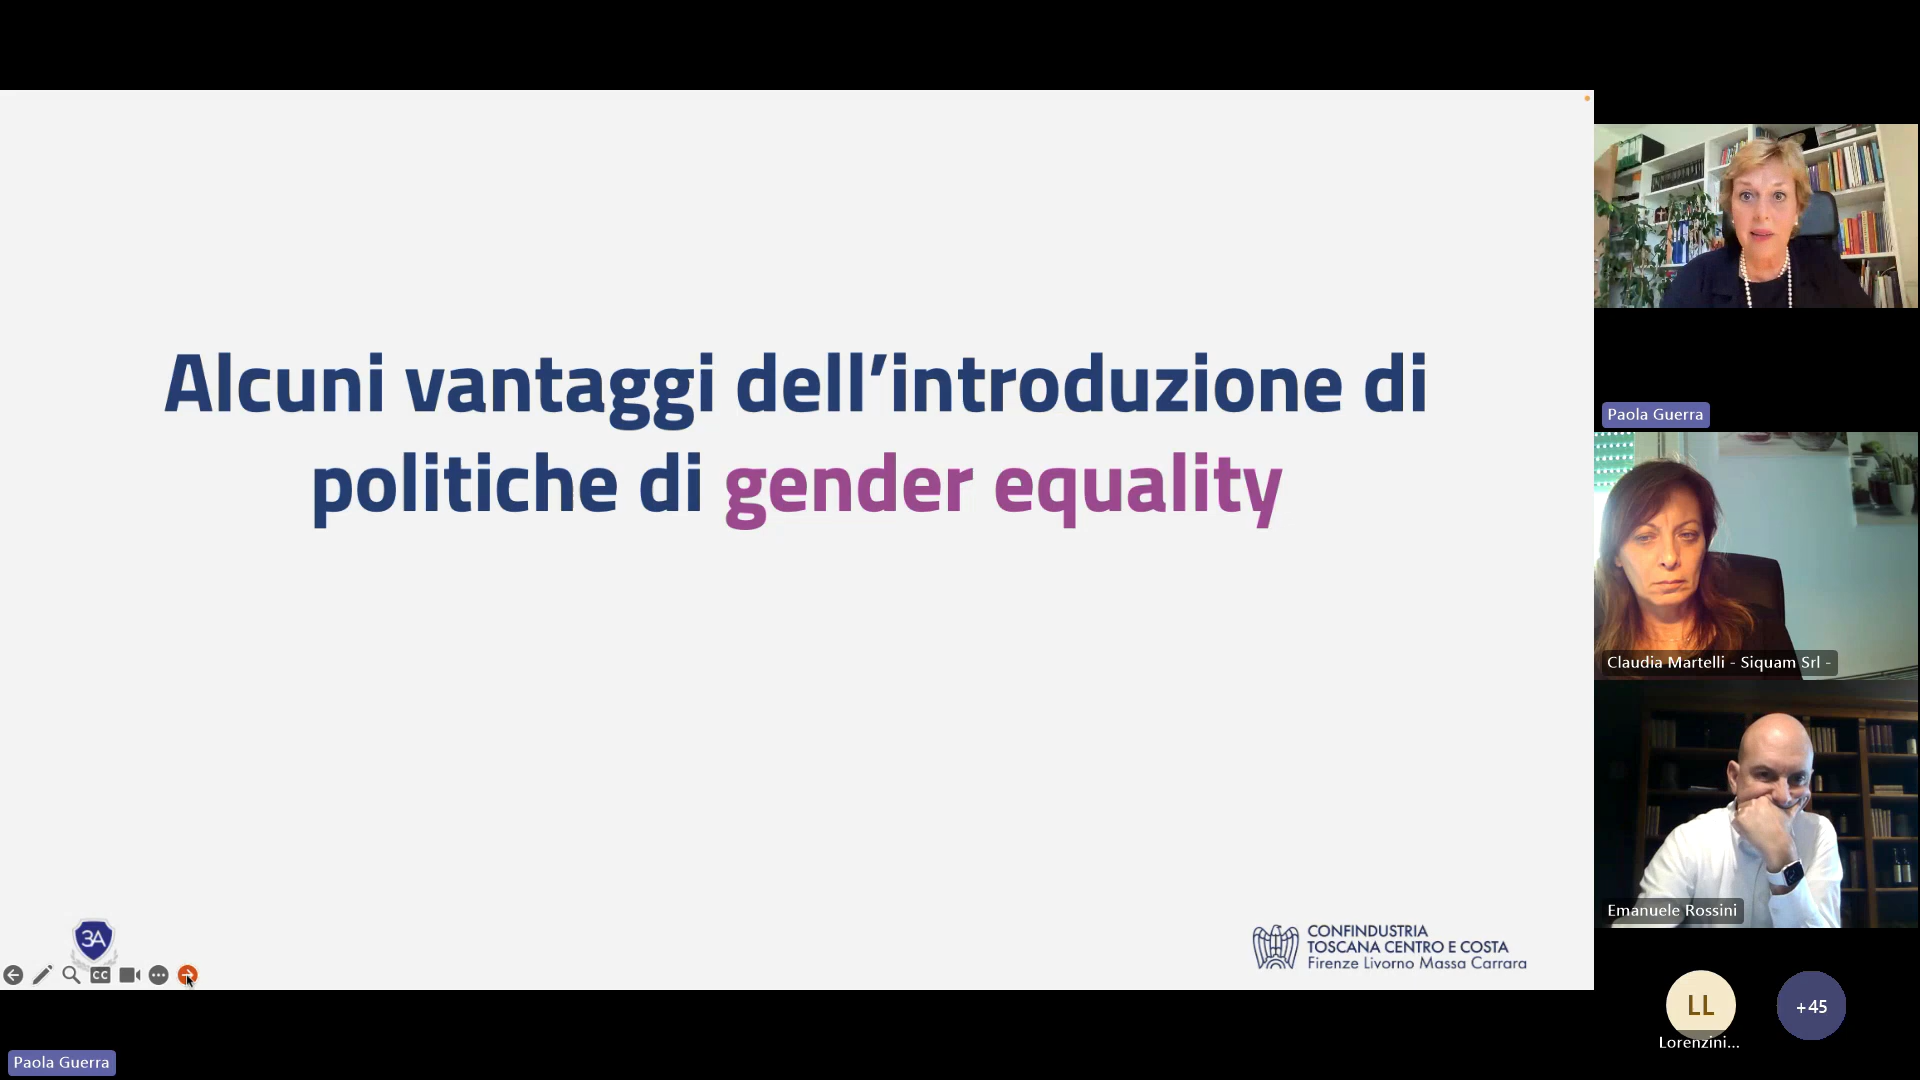 Alcuni vantaggi dell’introduzione di
politiche di gender equality
3A
CC
CONFINDUSTRIA
TOSCANA CENTRO E COSTA
Firenze Livorno Massa Carrara
Paola Guerra
Paola Guerra
Claudia Martelli - Siquam Srl -
Emanuele Rossini
LL
Lorenzini...
+45